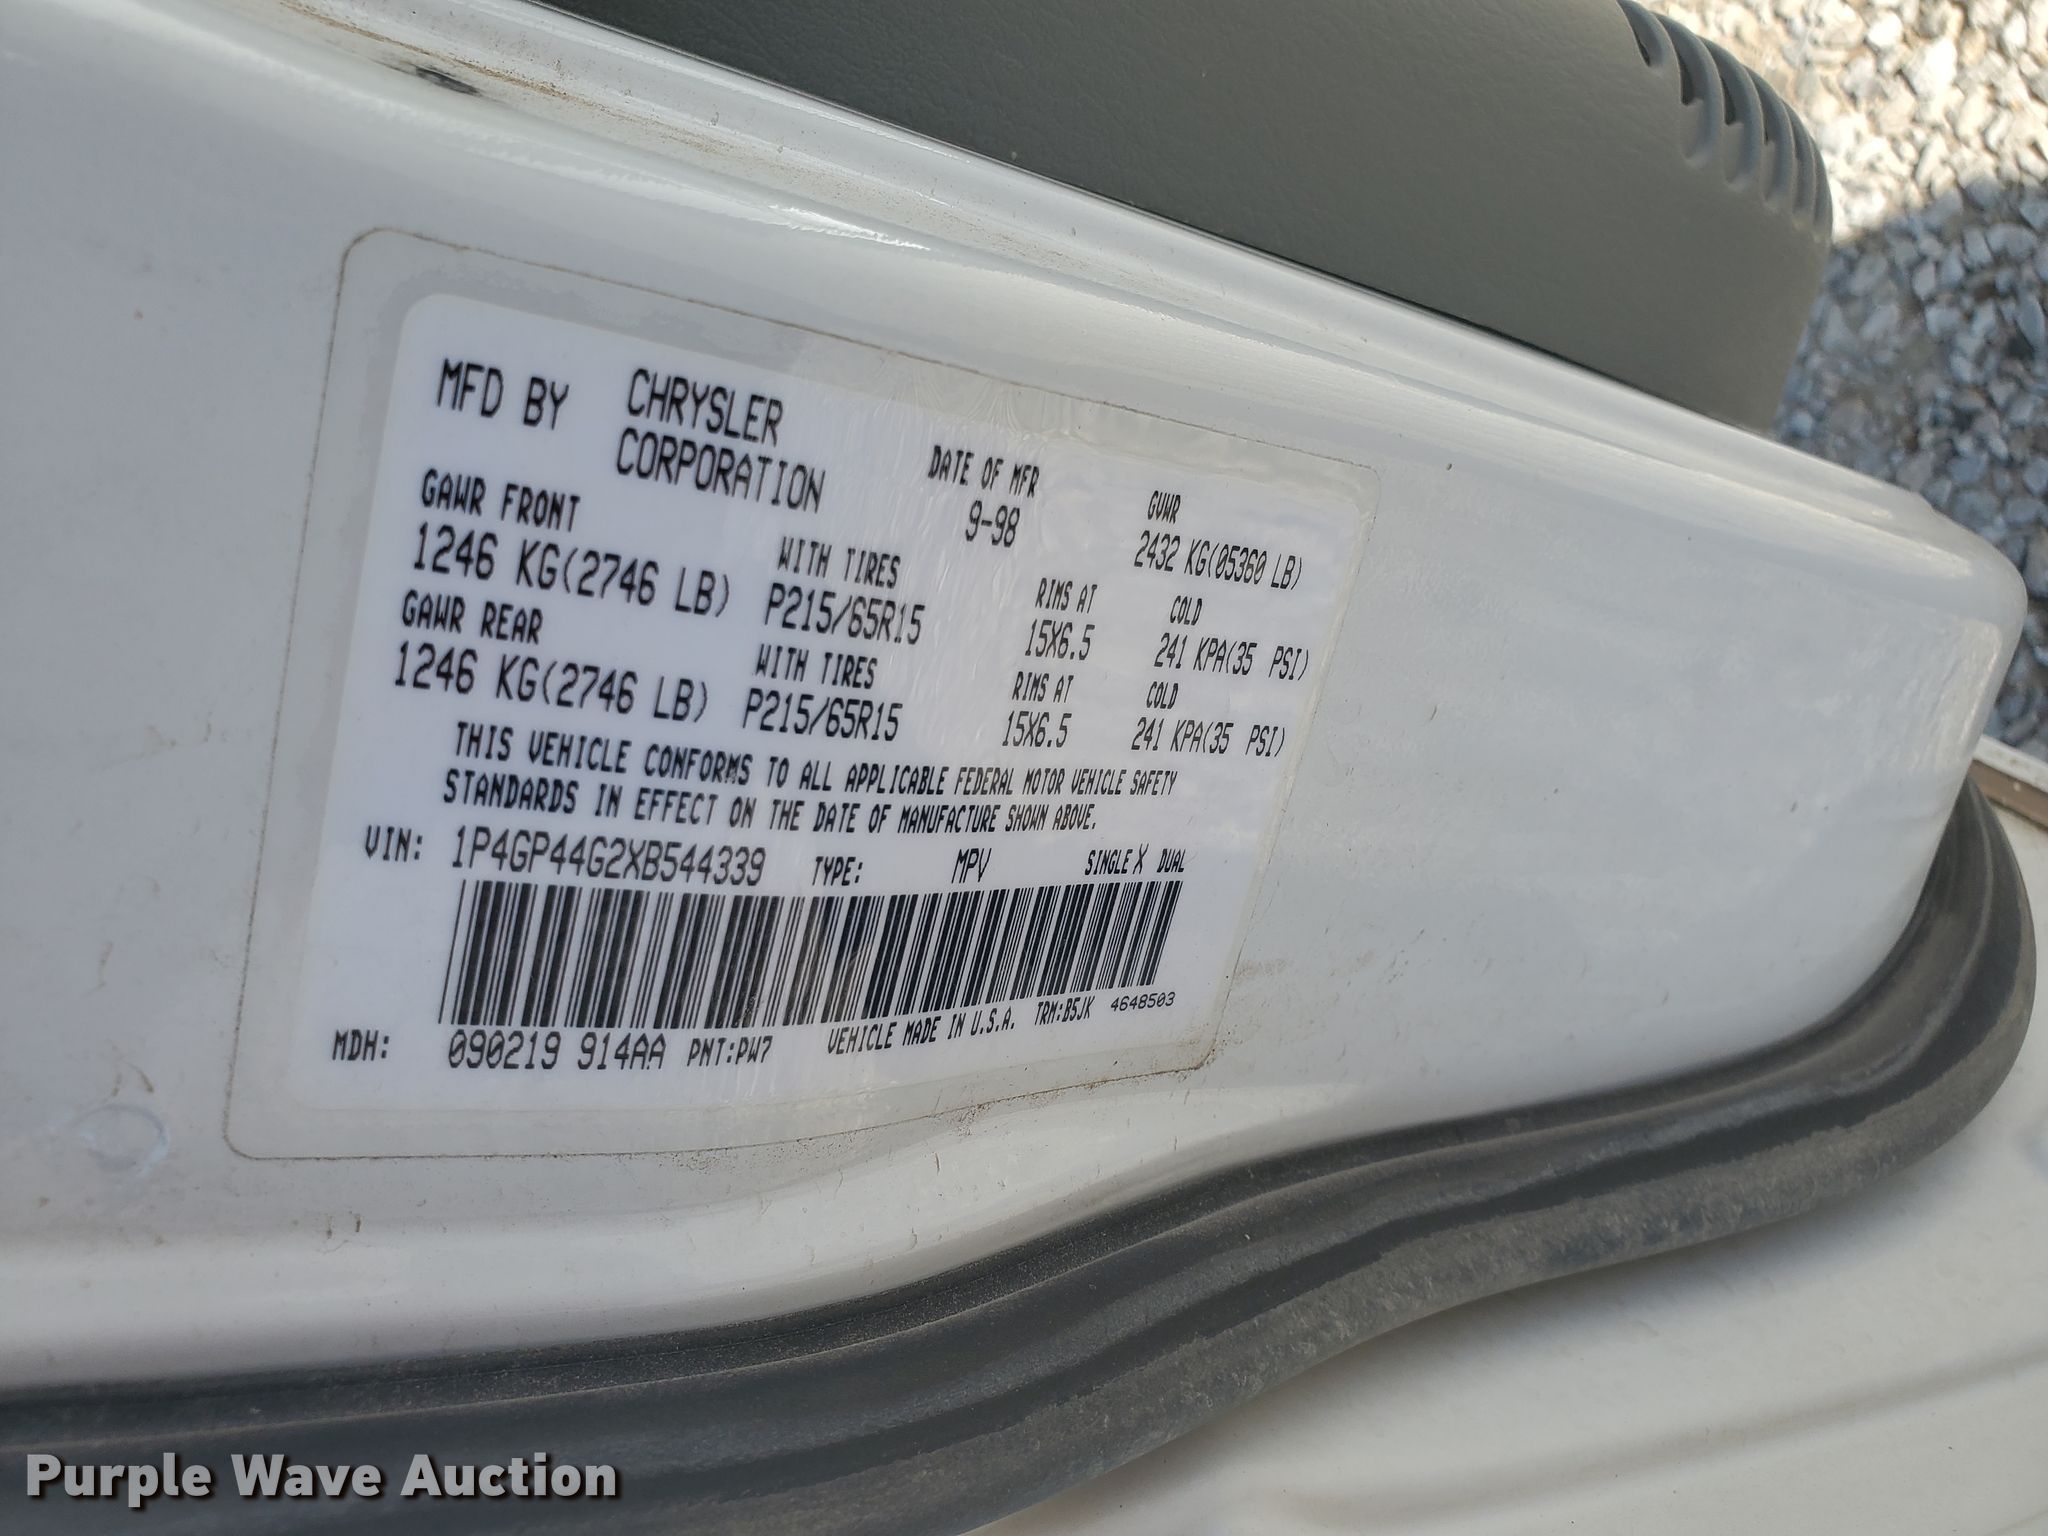 MFD BY CHRYSLER CORPORATION
DATE OF MFR 9-98
GVWR 2432 KG(05360 LB)
GAWR FRONT
1246 KG(2746 LB)
WITH TIRES
P215/65R15
RIMS AT
15X6.5
COLD
241 KPA(35 PSI)
GAWR REAR
1246 KG(2746 LB)
WITH TIRES
P215/65R15
RIMS AT
15X6.5
COLD
241 KPA(35 PSI)
THIS VEHICLE CONFORMS TO ALL APPLICABLE FEDERAL MOTOR VEHICLE SAFETY
STANDARDS IN EFFECT ON THE DATE OF MANUFACTURE SHOWN ABOVE.
VIN: 1P4GP44G2XB544339 TYPE: MPV SINGLE X DUAL
MDH: 090219 914AA PNT:PW7 VEHICLE MADE IN U.S.A. TRM:B5JK 4648503
Purple Wave Auction